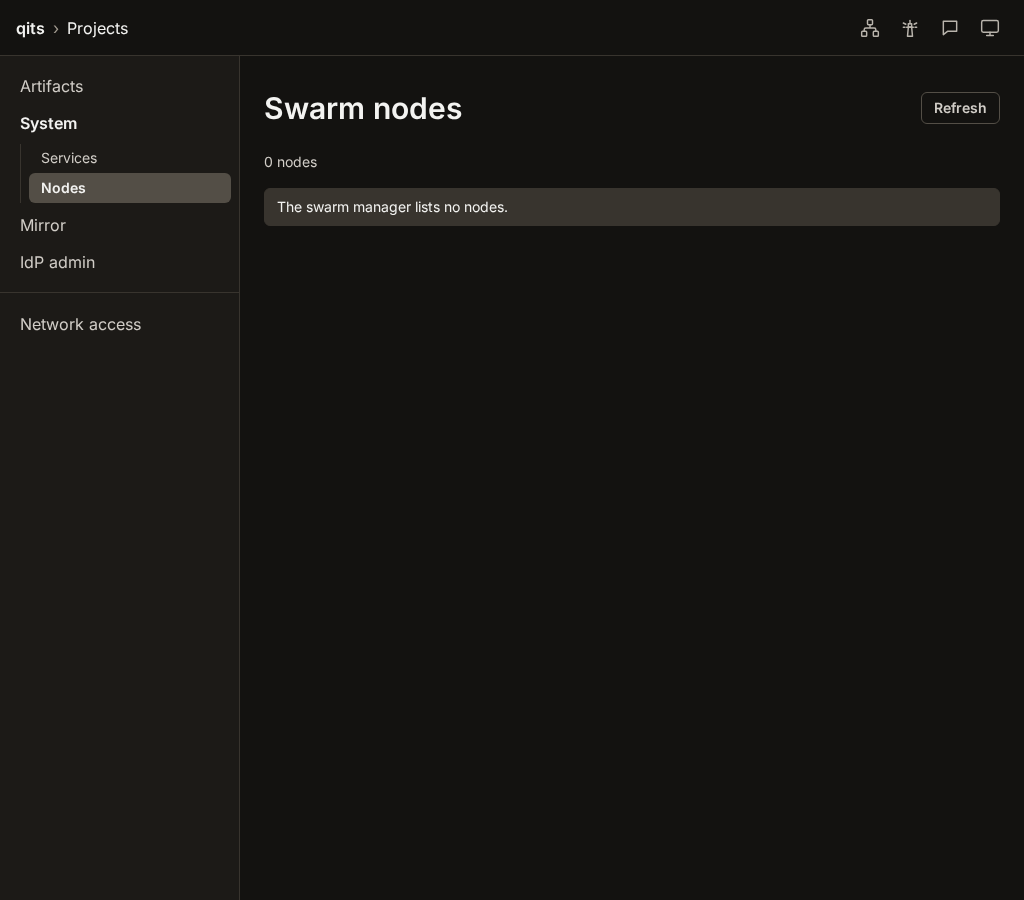 qits › Projects
Artifacts
System
Services
Nodes
Mirror
IdP admin
Network access
Swarm nodes
Refresh
0 nodes
The swarm manager lists no nodes.